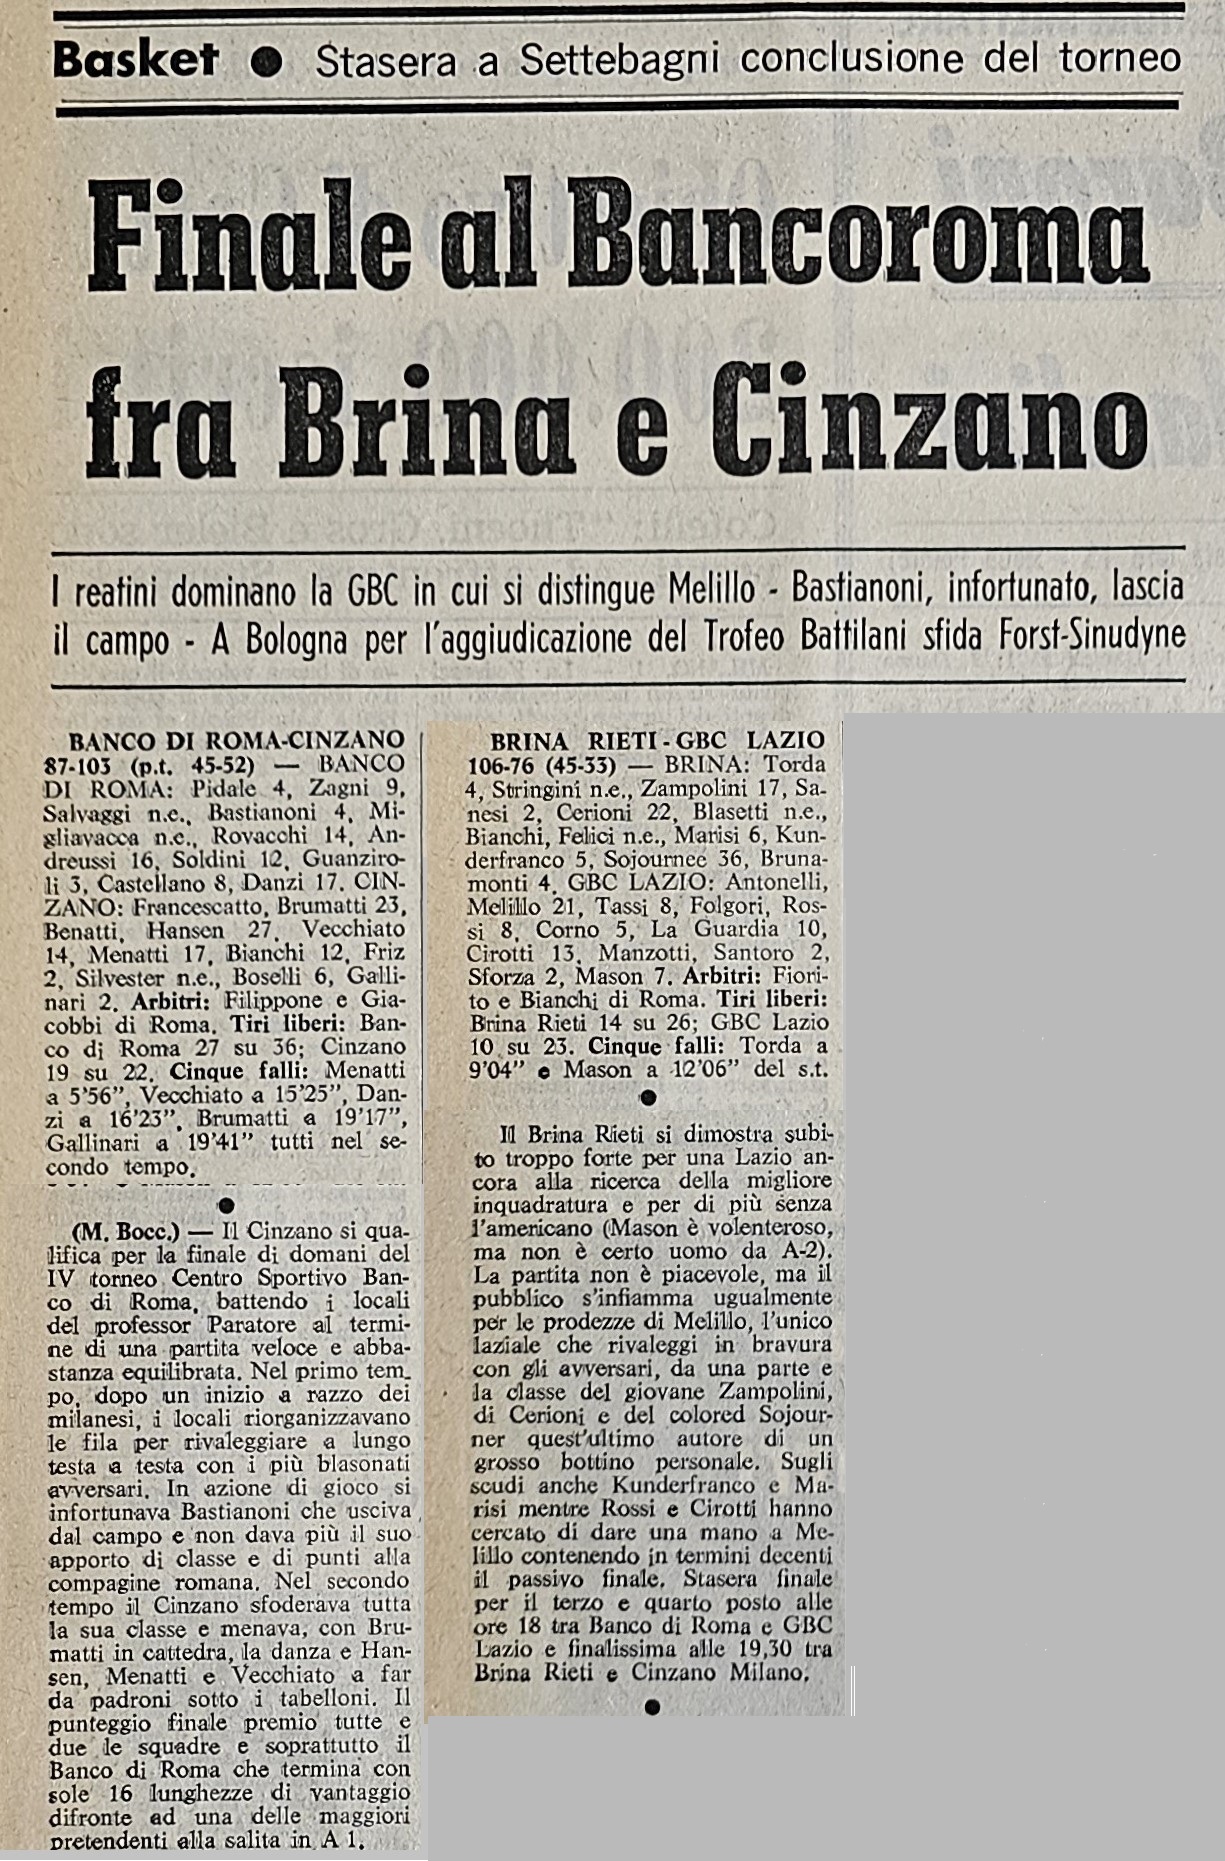 Basket ● Stasera a Settebagni conclusione del torneo
Finale al Bancoroma
fra Brina e Cinzano
I reatini dominano la GBC in cui si distingue Melillo - Bastianoni, infortunato, lascia
il campo - A Bologna per l'aggiudicazione del Trofeo Battilani sfida Forst-Sinudyne
BANCO DI ROMA-CINZANO
87-103 (p.t. 45-52) — BANCO
DI ROMA: Pidale 4, Zagni 9,
Salvaggi n.e., Bastianoni 4, Mi-
gliavacca n.e., Rovacchi 14, An-
dreussi 16, Soldini 12, Guanziro-
li 3, Castellano 8, Danzi 17. CIN-
ZANO: Francescatto, Brumatti 23,
Benatti, Hansen 27, Vecchiato
14, Menatti 17, Bianchi 12, Friz
2, Silvester n.e., Boselli 6, Galli-
nari 2. Arbitri: Filippone e Gia-
cobbi di Roma. Tiri liberi: Ban-
co di Roma 27 su 36; Cinzano
19 su 22. Cinque falli: Menatti
a 5'56", Vecchiato a 15'25", Dan-
zi a 16'23", Brumatti a 19'17",
Gallinari a 19'41" tutti nel se-
condo tempo.
●
(M. Bocc.) — Il Cinzano si qua-
lifica per la finale di domani del
IV torneo Centro Sportivo Ban-
co di Roma, battendo i locali
del professor Paratore al termi-
ne di una partita veloce e abba-
stanza equilibrata. Nel primo tem-
po, dopo un inizio a razzo dei
milanesi, i locali riorganizzavano
le fila per rivaleggiare a lungo
testa a testa con i più blasonati
avversari. In azione di gioco si
infortunava Bastianoni che usciva
dal campo e non dava più il suo
apporto di classe e di punti alla
compagine romana. Nel secondo
tempo il Cinzano sfoderava tutta
la sua classe e menava, con Bru-
matti in cattedra, la danza e Han-
sen, Menatti e Vecchiato a far
da padroni sotto i tabelloni. Il
punteggio finale premio tutte e
due le squadre e soprattutto il
Banco di Roma che termina con
sole 16 lunghezze di vantaggio
difronte ad una delle maggiori
pretendenti alla salita in A 1.
BRINA RIETI - GBC LAZIO
106-76 (45-33) — BRINA: Torda
4, Stringini n.e., Zampolini 17, Sa-
nesi 2, Cerioni 22, Blasetti n.e.,
Bianchi, Felici n.e., Marisi 6, Kun-
derfranco 5, Sojournee 36, Bruna-
monti 4. GBC LAZIO: Antonelli,
Melillo 21, Tassi 8, Folgori, Ros-
si 8, Corno 5, La Guardia 10,
Cirotti 13, Manzotti, Santoro 2,
Sforza 2, Mason 7. Arbitri: Fiori-
to e Bianchi di Roma. Tiri liberi:
Brina Rieti 14 su 26; GBC Lazio
10 su 23. Cinque falli: Torda a
9'04" e Mason a 12'06" del s.t.
●
Il Brina Rieti si dimostra subi-
to troppo forte per una Lazio an-
cora alla ricerca della migliore
inquadratura e per di più senza
l'americano (Mason è volenteroso,
ma non è certo uomo da A-2).
La partita non è piacevole, ma il
pubblico s'infiamma ugualmente
per le prodezze di Melillo, l'unico
laziale che rivaleggi in bravura
con gli avversari, da una parte e
la classe del giovane Zampolini,
di Cerioni e del colored Sojour-
ner quest'ultimo autore di un
grosso bottino personale. Sugli
scudi anche Kunderfranco e Ma-
risi mentre Rossi e Cirotti hanno
cercato di dare una mano a Me-
lillo contenendo in termini decenti
il passivo finale. Stasera finale
per il terzo e quarto posto alle
ore 18 tra Banco di Roma e GBC
Lazio e finalissima alle 19,30 tra
Brina Rieti e Cinzano Milano.
●